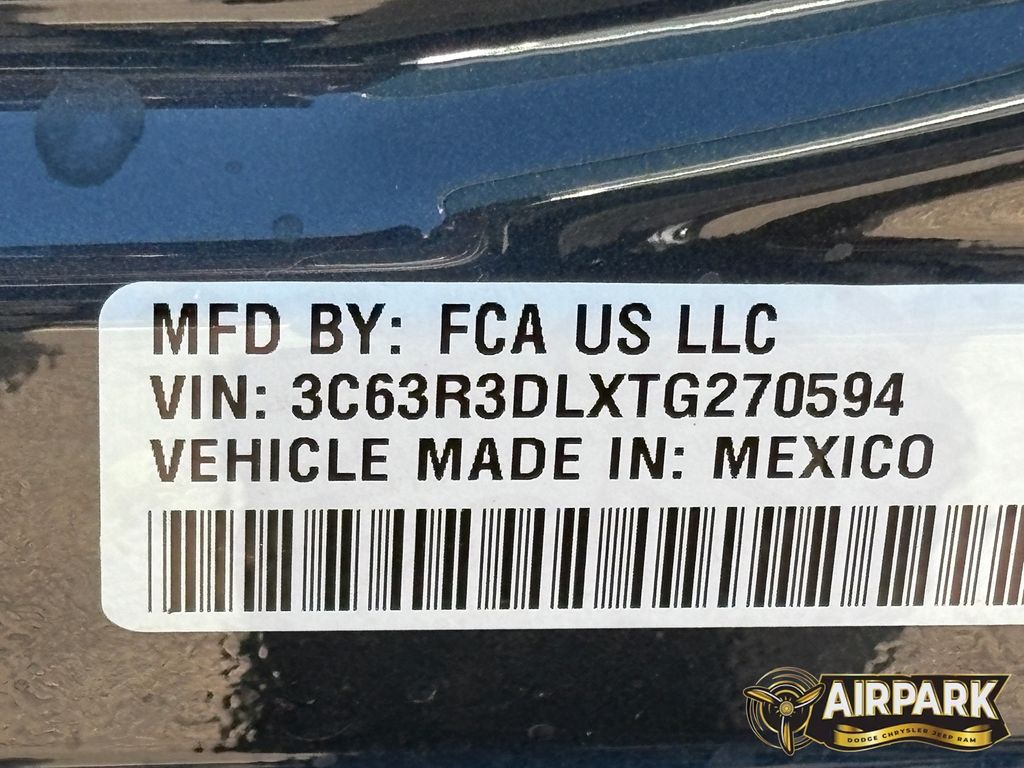 MFD BY: FCA US LLC
VIN: 3C63R3DLXTG270594
VEHICLE MADE IN: MEXICO
AIRPARK
DODGE CHRYSLER JEEP RAM